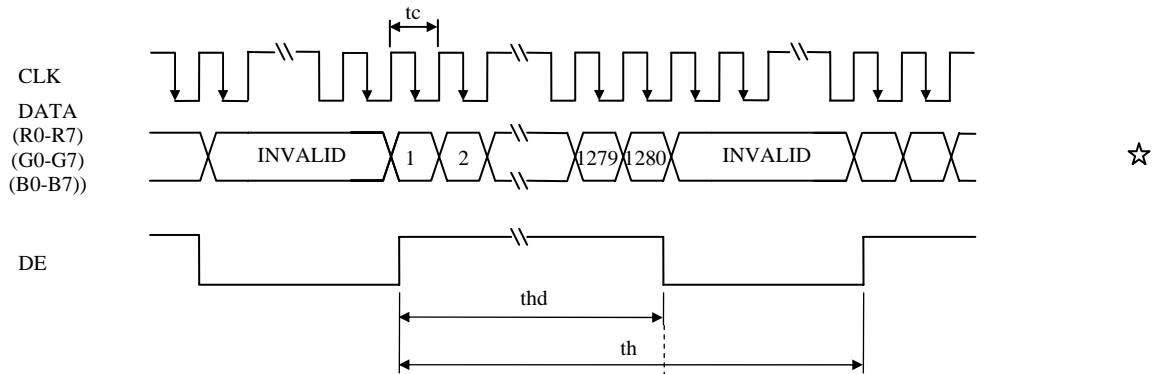 tc
CLK
DATA
(R0-R7)
(G0-G7)
(B0-B7))
INVALID 1 2 1279 1280 INVALID
☆
DE
thd
th